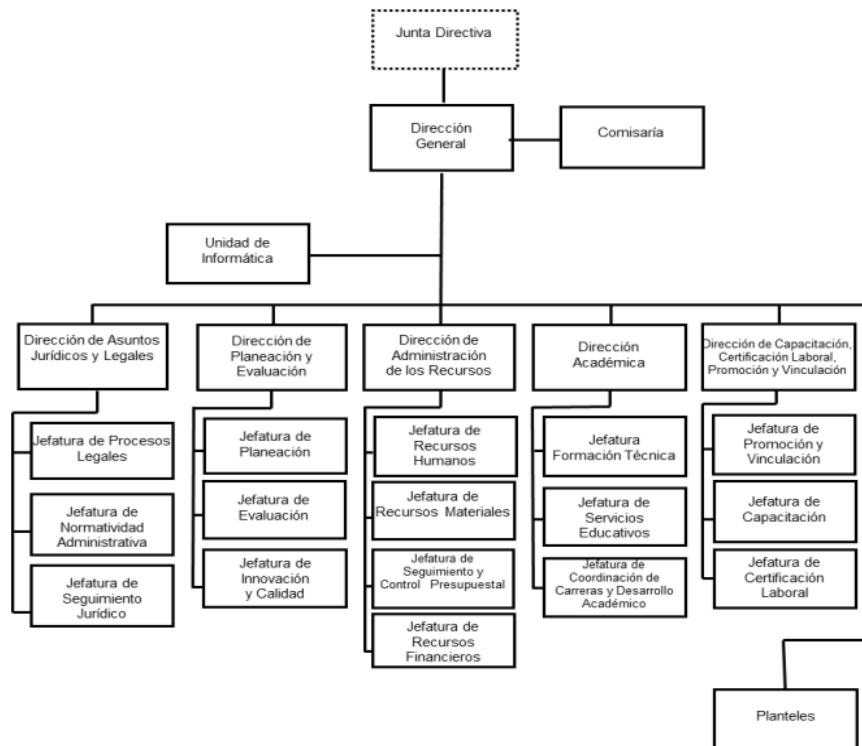 Junta Directiva
Dirección
General
Comisaría
Unidad de
Informática
Dirección de Asuntos
Jurídicos y Legales
Dirección de
Planeación y
Evaluación
Dirección de
Administración
de los Recursos
Dirección
Académica
Dirección de Capacitación,
Certificación Laboral,
Promoción y Vinculación
Jefatura de Procesos
Legales
Jefatura de
Normatividad
Administrativa
Jefatura de
Seguimiento
Jurídico
Jefatura de
Planeación
Jefatura de
Evaluación
Jefatura de
Innovación
y Calidad
Jefatura de
Recursos
Humanos
Jefatura de
Recursos Materiales
Jefatura de
Seguimiento y
Control Presupuestal
Jefatura de
Recursos
Financieros
Jefatura
Formación Técnica
Jefatura de
Servicios
Educativos
Jefatura de
Coordinación de
Carreras y Desarrollo
Académico
Jefatura de
Promoción y
Vinculación
Jefatura de
Capacitación
Jefatura de
Certificación
Laboral
Planteles